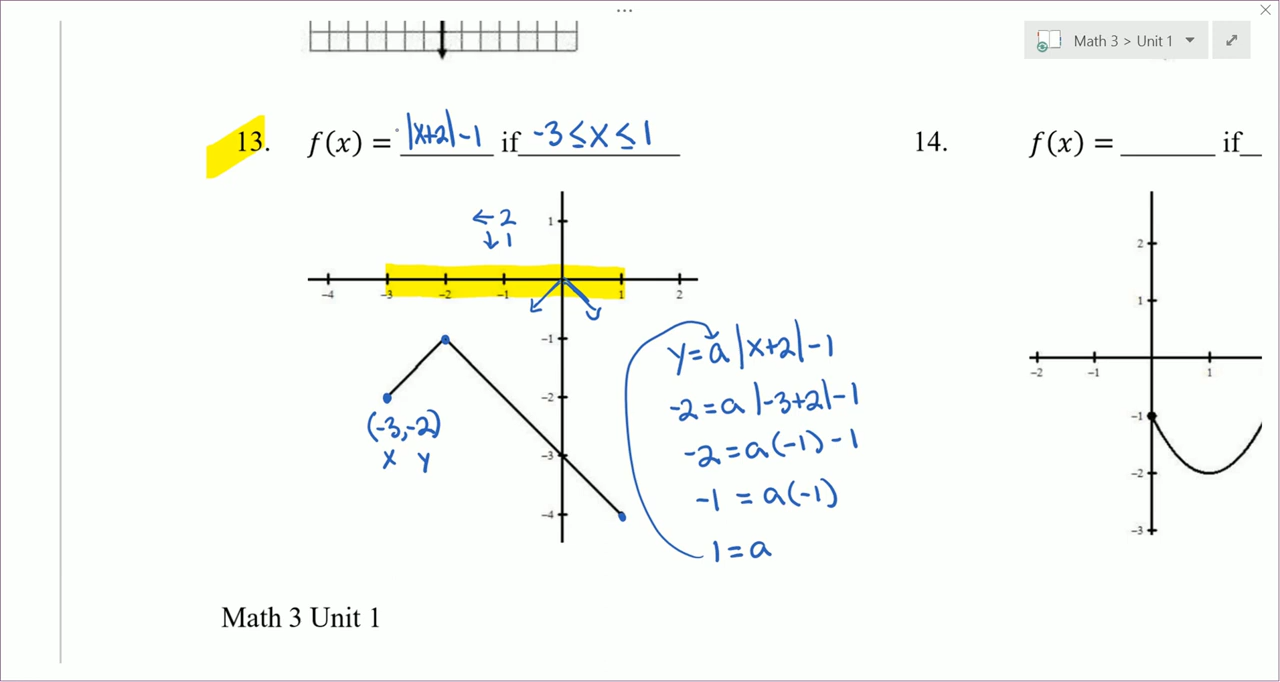 ...
Math 3 > Unit 1
13. f(x) = |x+2|-1 if -3 ≤ x ≤ 1
14. f(x) = ______ if__
←2
↓1
1
-4 -3 -2 -1 1 2
-1
-2
-3
-4
(-3,-2)
x y
y = a |x+2| -1
-2 = a |-3+2| -1
-2 = a(-1) -1
-1 = a(-1)
1 = a
2
1
-2 -1 1
-1
-2
-3
Math 3 Unit 1